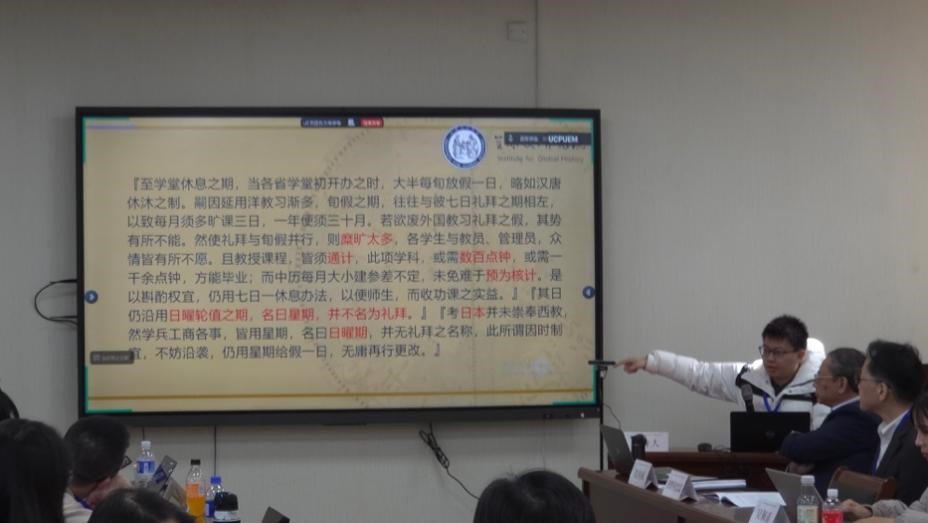 UCPUEM
Institute for Global History
『至学堂休息之期，当各省学堂初开办之时，大半每旬放假一日，略如汉唐
休沐之制。嗣因延用洋教习渐多，旬假之期，往往与彼七日礼拜之期相左，
以致每月须多旷课三日，一年便须三十月。若欲废外国教习礼拜之假，其势
有所不能。然使礼拜与旬假并行，则糜旷太多，各学生与教员、管理员，众
情皆有所不愿。且教授课程，皆须通计，此项学科，或需数百点钟，或需一
千余点钟，方能毕业；而中历每月大小建参差不定，未免难于预为核计。是
以斟酌权宜，仍用七日一休息办法，以便师生，而收功课之实益。』『其日
仍沿用日曜轮值之期，名曰星期，并不名为礼拜。』『考日本并未崇奉西教，
然学兵工商各事，皆用星期，名曰日曜期，并无礼拜之名称，此所谓因时制
宜，不妨沿袭，仍用星期给假一日，无庸再行更改。』
人